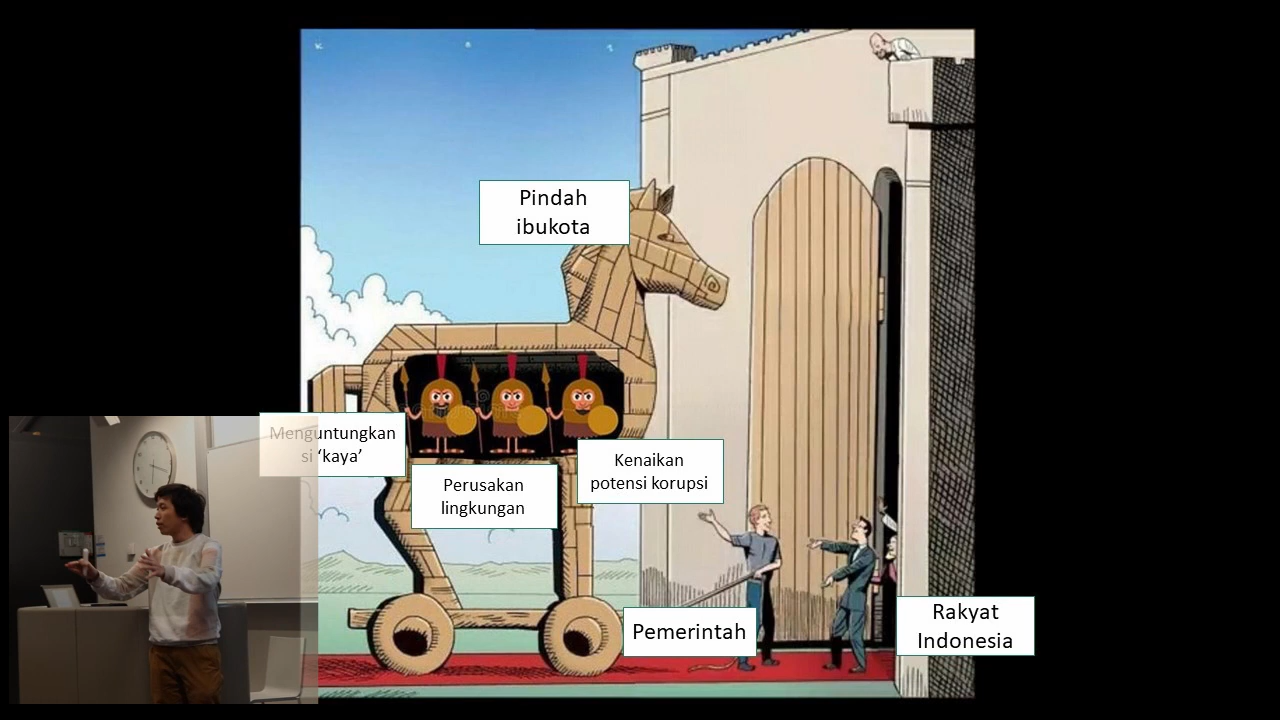 Pindah
ibukota
Menguntungkan
si ‘kaya’
Perusakan
lingkungan
Kenaikan
potensi korupsi
Pemerintah
Rakyat
Indonesia